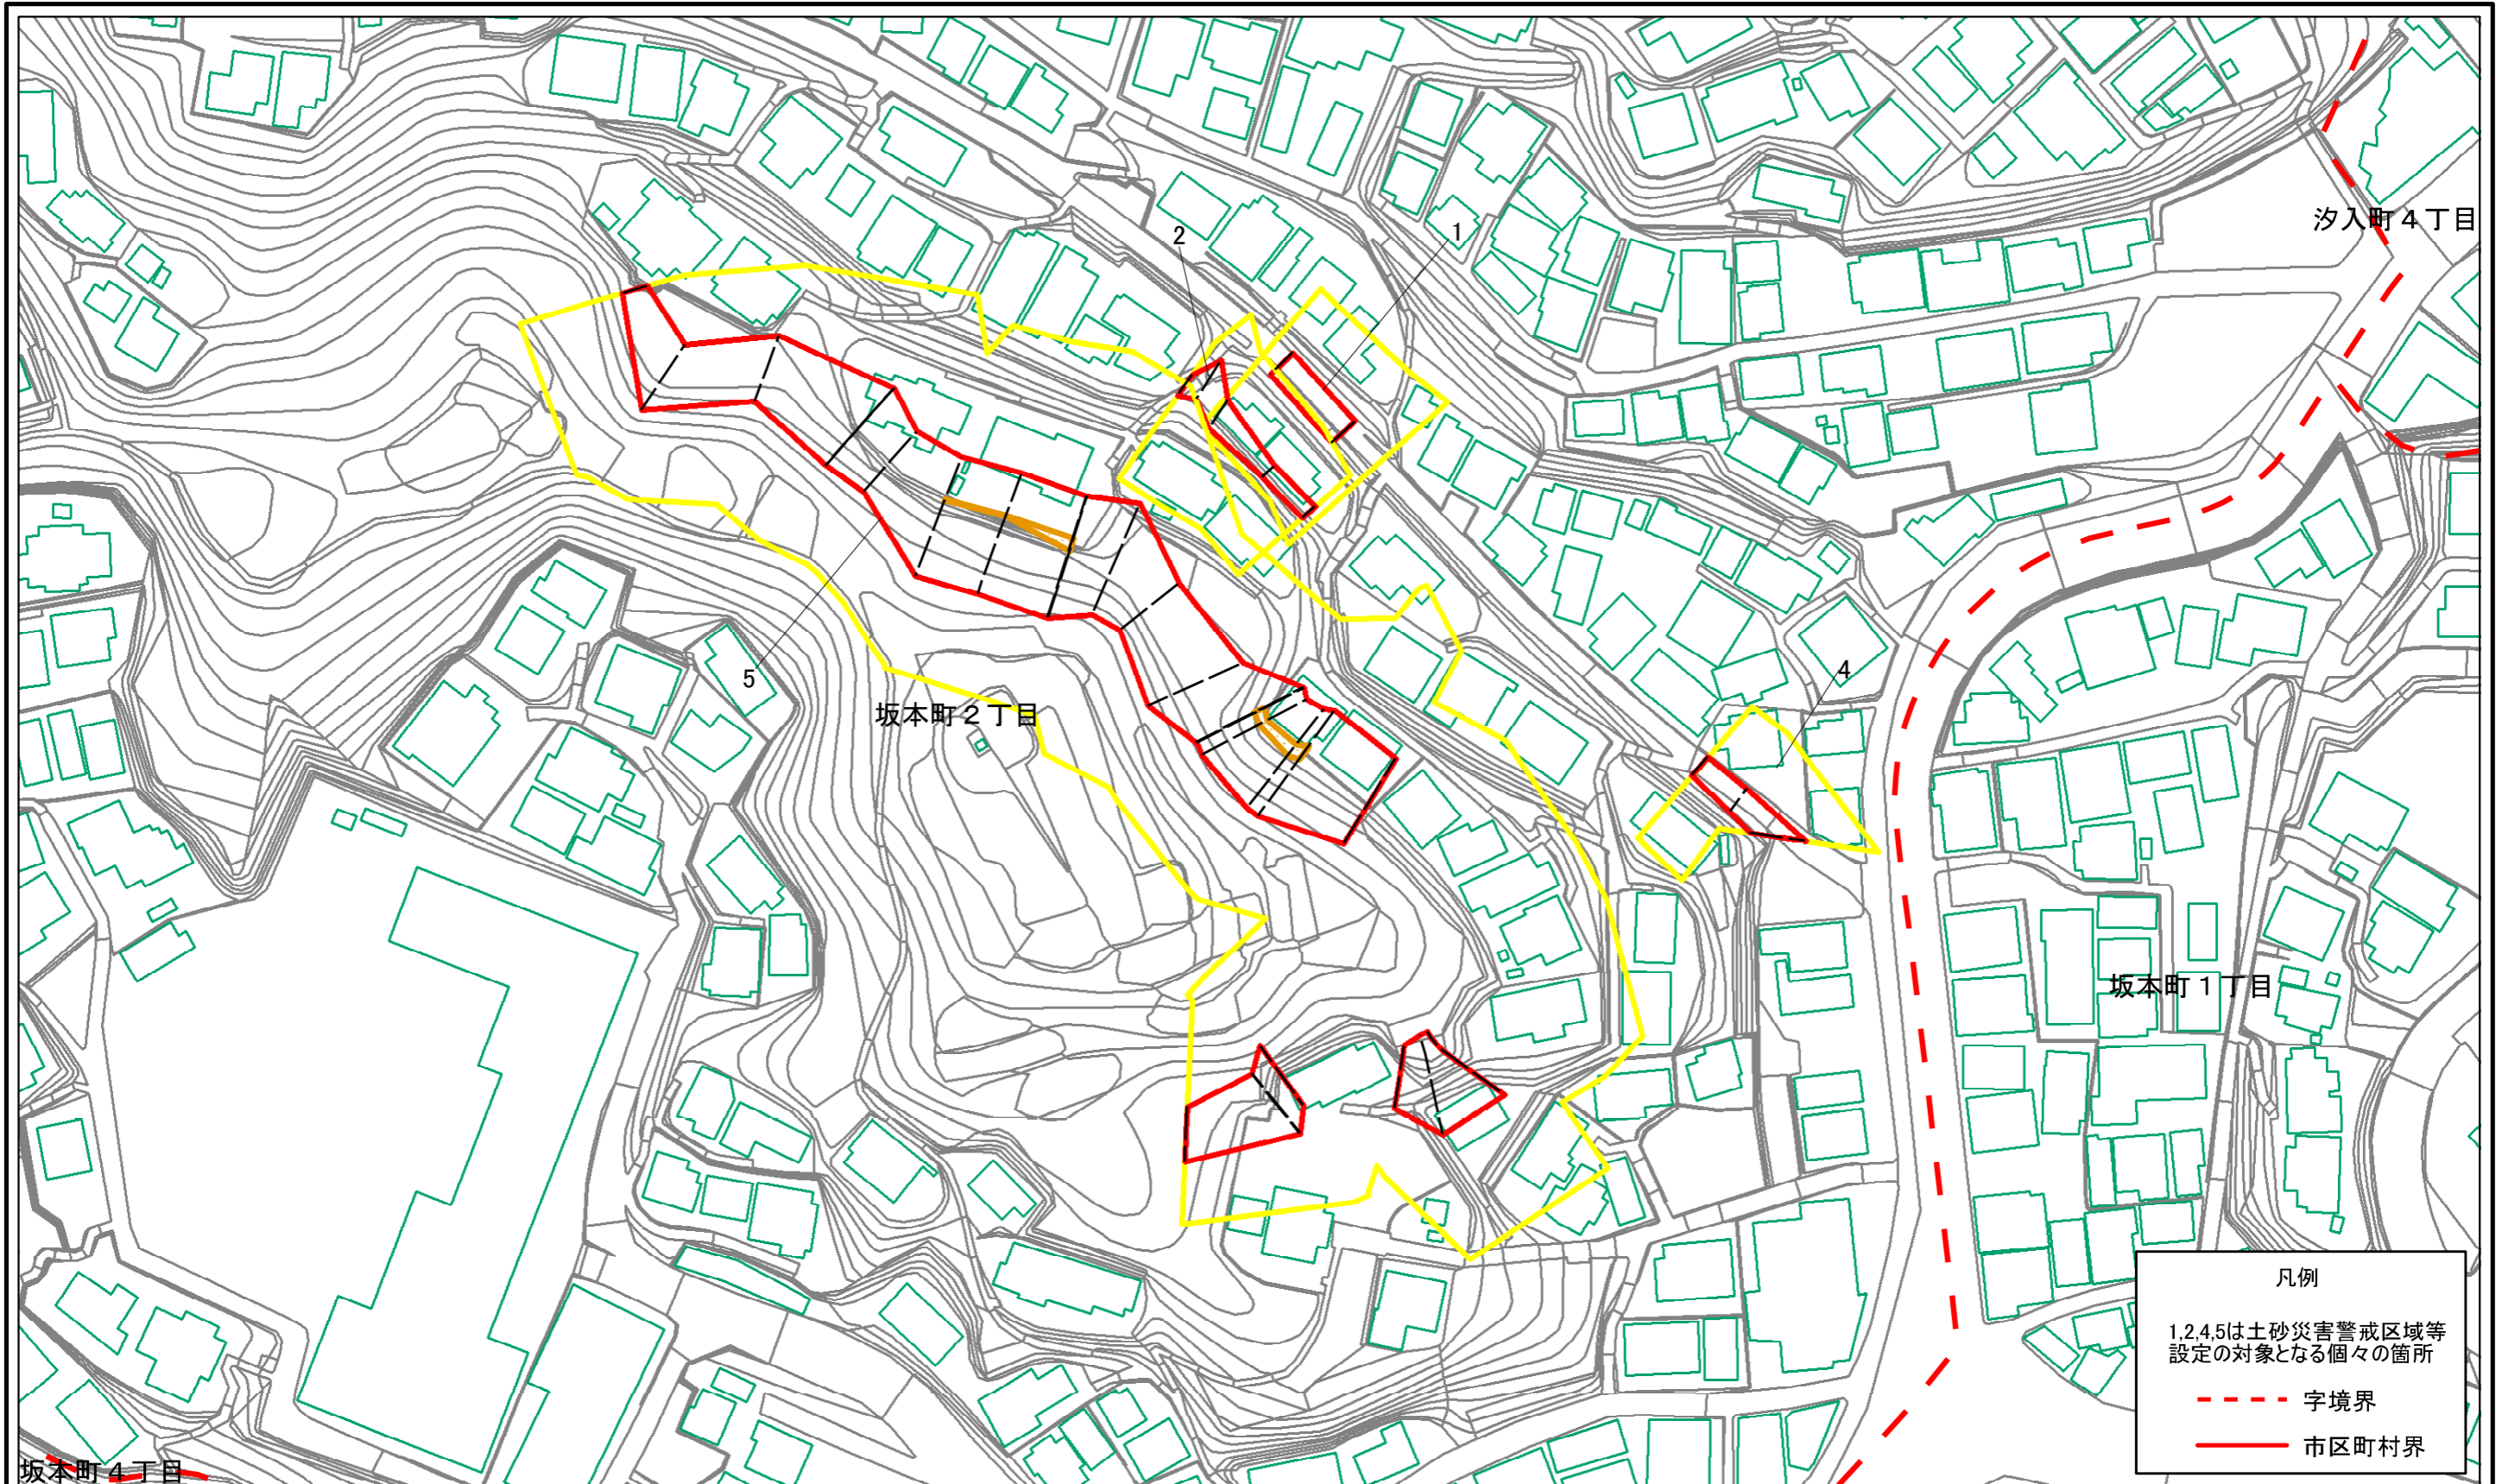 汐入町４丁目
1
2
4
5
坂本町２丁目
坂本町１丁目
坂本町４丁目
凡例
1,2,4,5は土砂災害警戒区域等
設定の対象となる個々の箇所
字境界
市区町村界